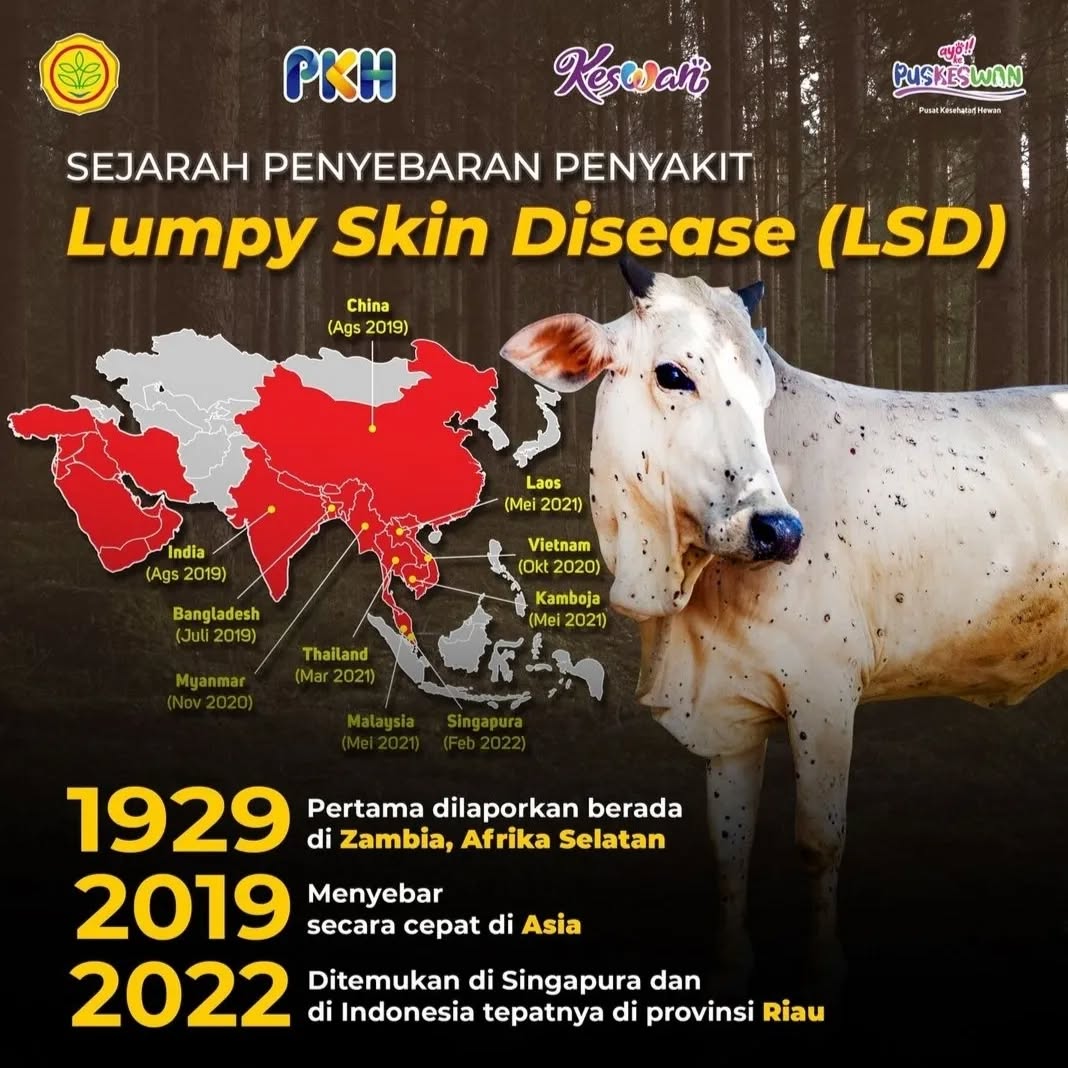 PKH
Keswan
ayo!!
ke
PUSKESWAN
Pusat Kesehatan Hewan
SEJARAH PENYEBARAN PENYAKIT
Lumpy Skin Disease (LSD)
China
(Ags 2019)
Laos
(Mei 2021)
India
(Ags 2019)
Vietnam
(Okt 2020)
Bangladesh
(Juli 2019)
Kamboja
(Mei 2021)
Thailand
(Mar 2021)
Myanmar
(Nov 2020)
Malaysia
(Mei 2021)
Singapura
(Feb 2022)
1929
Pertama dilaporkan berada
di Zambia, Afrika Selatan
2019
Menyebar
secara cepat di Asia
2022
Ditemukan di Singapura dan
di Indonesia tepatnya di provinsi Riau